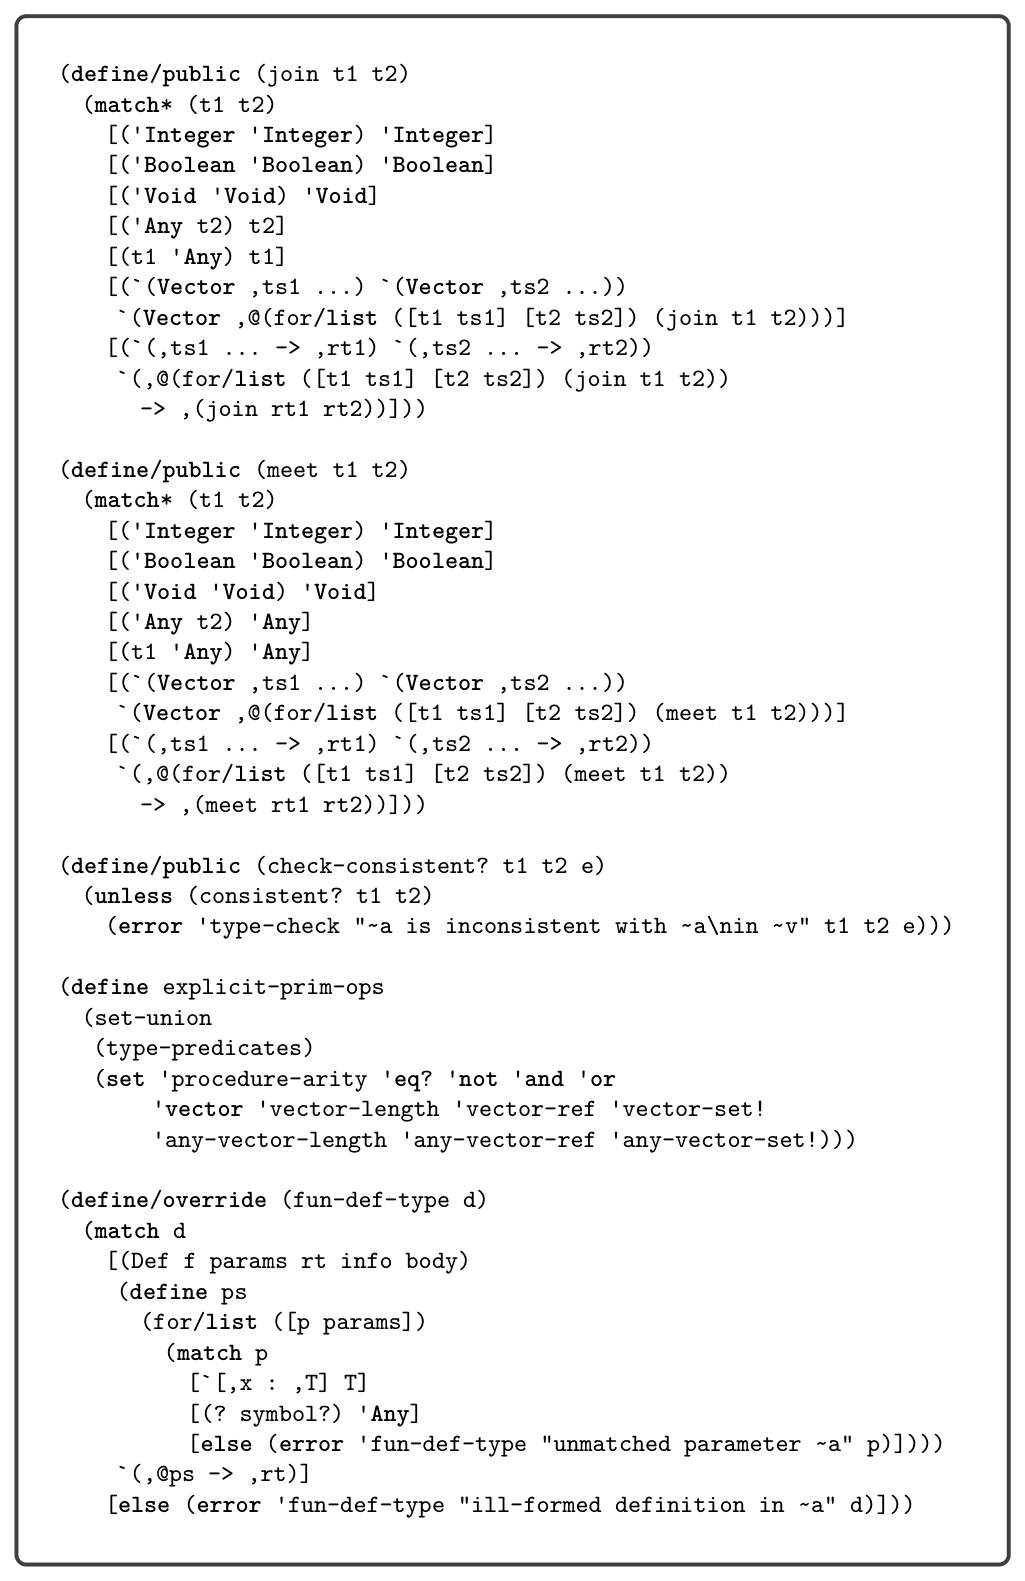 (define/public (join t1 t2)
  (match* (t1 t2)
    [('Integer 'Integer) 'Integer]
    [('Boolean 'Boolean) 'Boolean]
    [('Void 'Void) 'Void]
    [('Any t2) t2]
    [(t1 'Any) t1]
    [(`(Vector ,ts1 ...) `(Vector ,ts2 ...))
     `(Vector ,@(for/list ([t1 ts1] [t2 ts2]) (join t1 t2)))]
    [(`(,ts1 ... -> ,rt1) `(,ts2 ... -> ,rt2))
     `(,@(for/list ([t1 ts1] [t2 ts2]) (join t1 t2))
       -> ,(join rt1 rt2))]))

(define/public (meet t1 t2)
  (match* (t1 t2)
    [('Integer 'Integer) 'Integer]
    [('Boolean 'Boolean) 'Boolean]
    [('Void 'Void) 'Void]
    [('Any t2) 'Any]
    [(t1 'Any) 'Any]
    [(`(Vector ,ts1 ...) `(Vector ,ts2 ...))
     `(Vector ,@(for/list ([t1 ts1] [t2 ts2]) (meet t1 t2)))]
    [(`(,ts1 ... -> ,rt1) `(,ts2 ... -> ,rt2))
     `(,@(for/list ([t1 ts1] [t2 ts2]) (meet t1 t2))
       -> ,(meet rt1 rt2))]))

(define/public (check-consistent? t1 t2 e)
  (unless (consistent? t1 t2)
    (error 'type-check "~a is inconsistent with ~a\nin ~v" t1 t2 e)))

(define explicit-prim-ops
  (set-union
   (type-predicates)
   (set 'procedure-arity 'eq? 'not 'and 'or
        'vector 'vector-length 'vector-ref 'vector-set!
        'any-vector-length 'any-vector-ref 'any-vector-set!)))

(define/override (fun-def-type d)
  (match d
    [(Def f params rt info body)
     (define ps
       (for/list ([p params])
         (match p
           [`[,x : ,T] T]
           [(? symbol?) 'Any]
           [else (error 'fun-def-type "unmatched parameter ~a" p)])))
     `(,@ps -> ,rt)]
    [else (error 'fun-def-type "ill-formed definition in ~a" d)]))